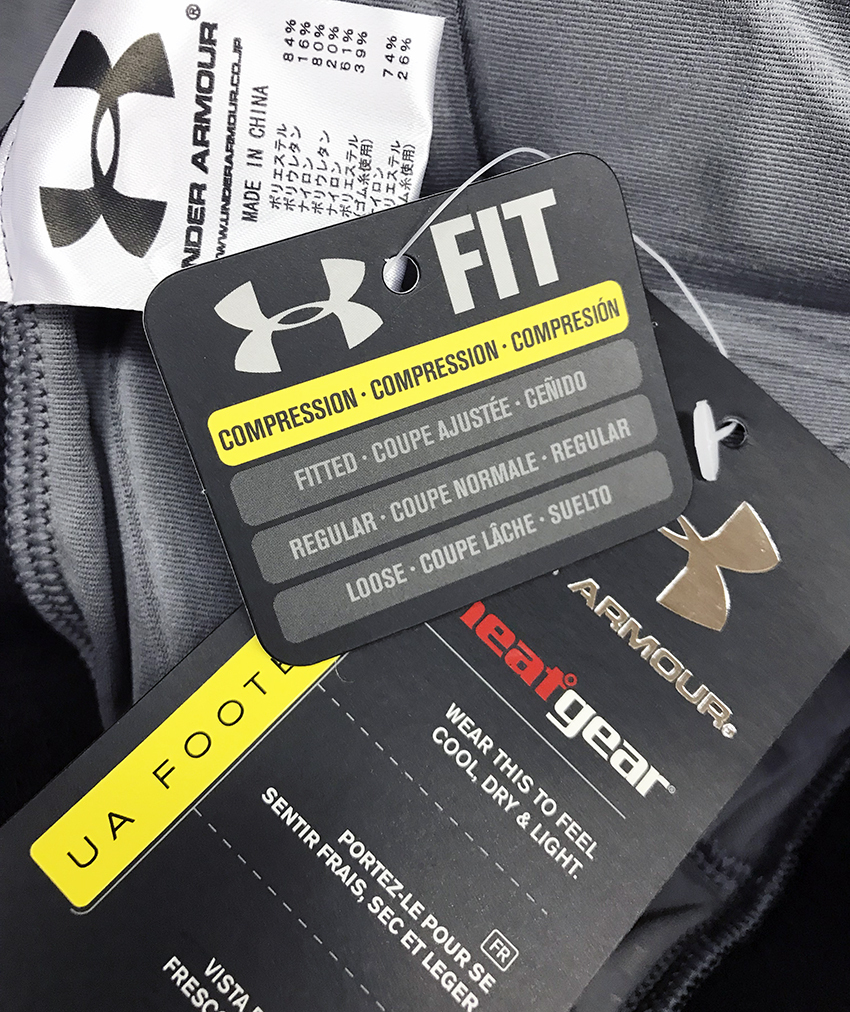 UNDER ARMOUR®
www.UNDERARMOUR.co.jp
MADE IN CHINA
ポリエステル 84%
ポリウレタン 16%
ナイロン 80%
ポリウレタン 20%
ナイロン 61%
ポリエステル 39%
(ゴム糸使用)
ナイロン 74%
ポリエステル 26%
(ゴム糸使用)
FIT
COMPRESSION · COMPRESSION · COMPRESIÓN
FITTED · COUPE AJUSTÉE · CEÑIDO
REGULAR · COUPE NORMALE · REGULAR
LOOSE · COUPE LÂCHE · SUELTO
ARMOUR®
heatgear®
UA FOOT
WEAR THIS TO FEEL
COOL, DRY & LIGHT.
FR
PORTEZ-LE POUR SE
SENTIR FRAIS, SEC ET LEGER
VISTA
FRESC